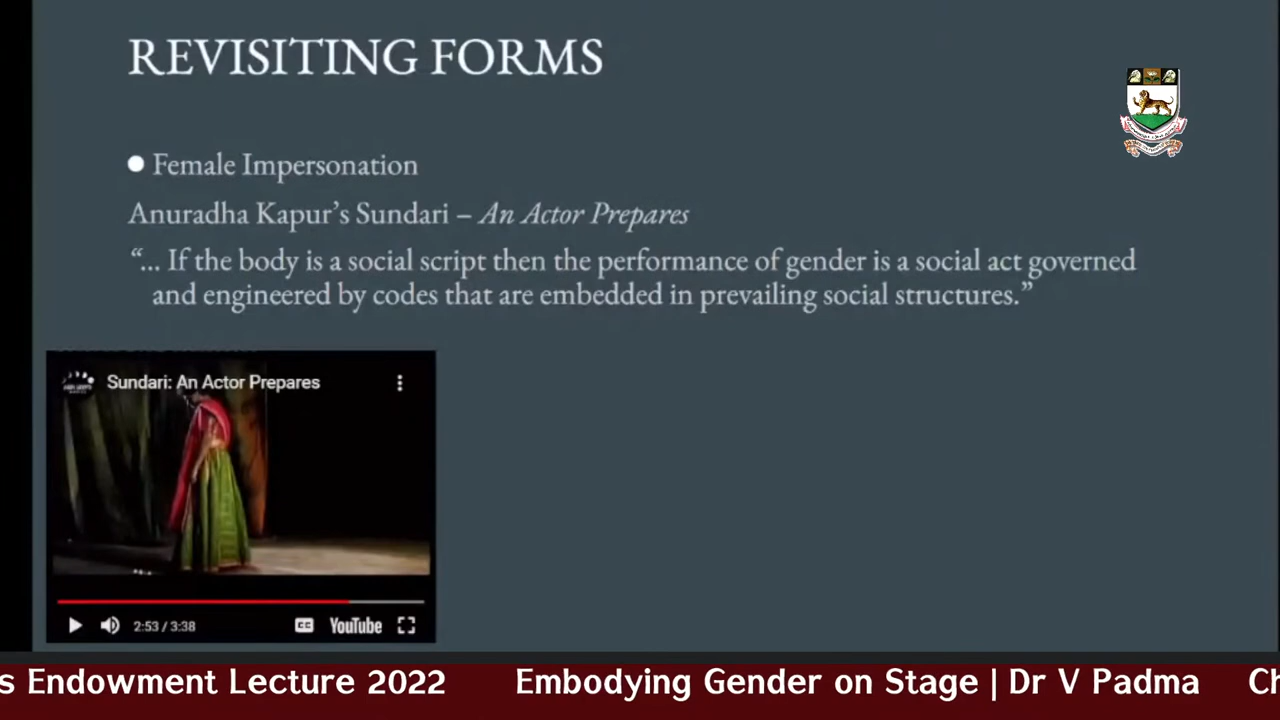 REVISITING FORMS
● Female Impersonation
Anuradha Kapur’s Sundari – An Actor Prepares
“... If the body is a social script then the performance of gender is a social act governed
and engineered by codes that are embedded in prevailing social structures.”
Sundari: An Actor Prepares
2:53 / 3:38
CC
YouTube
s Endowment Lecture 2022 Embodying Gender on Stage | Dr V Padma Ch